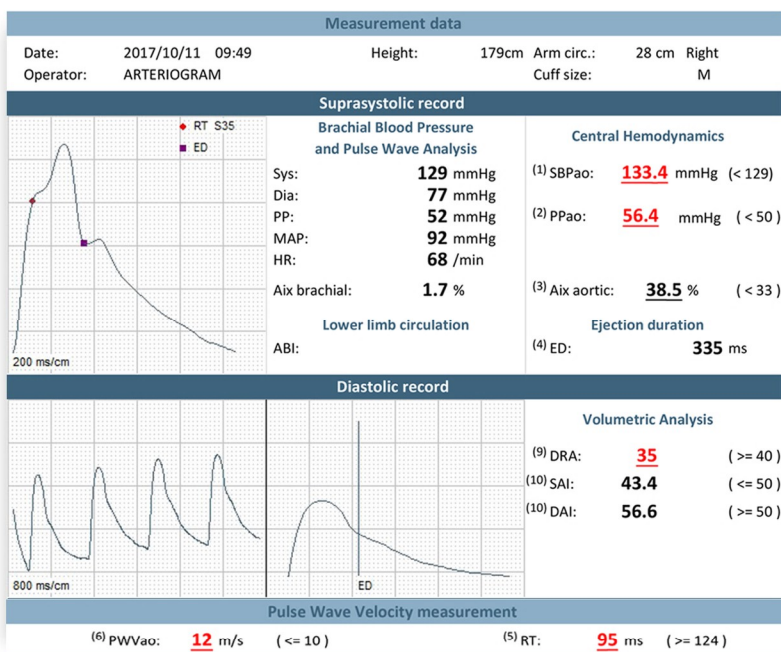 Measurement data
Date: 2017/10/11 09:49 Height: 179cm Arm circ.: 28 cm Right
Operator: ARTERIOGRAM Cuff size: M
Suprasystolic record
RT S35
ED
200 ms/cm
Brachial Blood Pressure
and Pulse Wave Analysis
Sys: 129 mmHg
Dia: 77 mmHg
PP: 52 mmHg
MAP: 92 mmHg
HR: 68 /min
Aix brachial: 1.7 %
Lower limb circulation
ABI:
Central Hemodynamics
(1) SBPao: 133.4 mmHg (< 129)
(2) PPao: 56.4 mmHg ( < 50 )
(3) Aix aortic: 38.5 % ( < 33 )
Ejection duration
(4) ED: 335 ms
Diastolic record
800 ms/cm
ED
Volumetric Analysis
(9) DRA: 35 ( >= 40 )
(10) SAI: 43.4 ( <= 50 )
(10) DAI: 56.6 ( >= 50 )
Pulse Wave Velocity measurement
(6) PWVao: 12 m/s ( <= 10 ) (5) RT: 95 ms ( >= 124 )